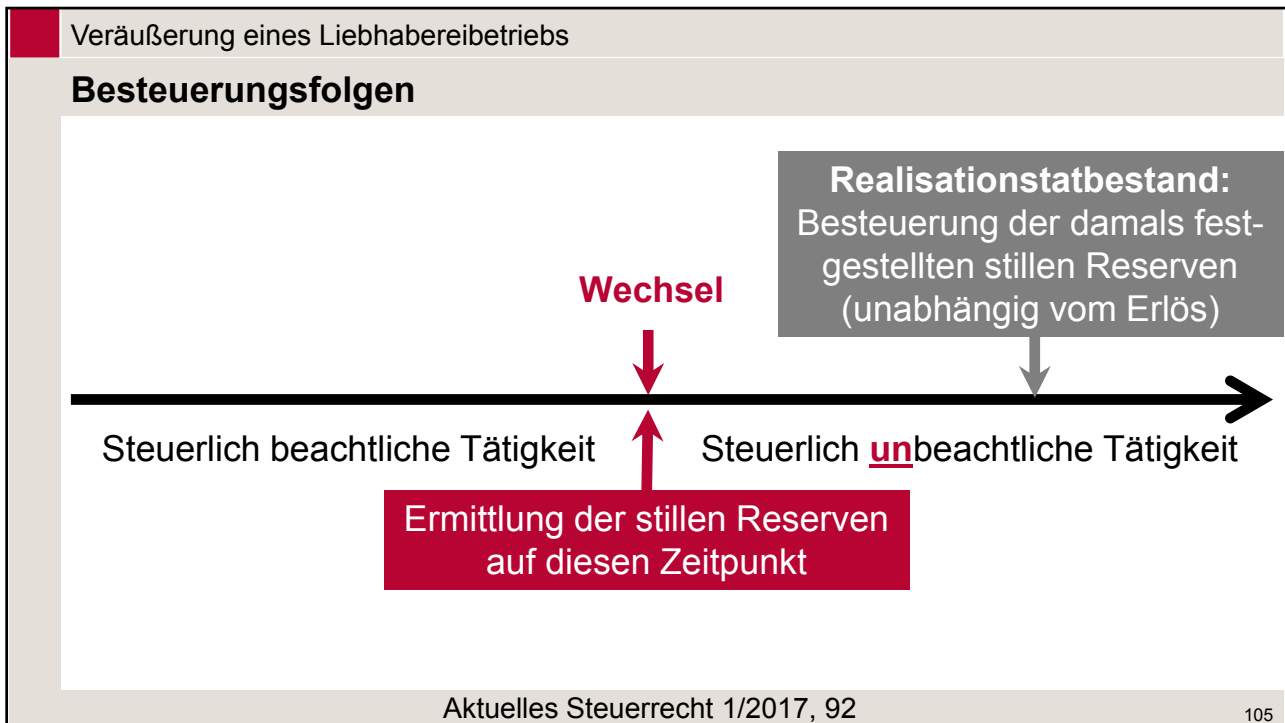 Veräußerung eines Liebhabereibetriebs
Besteuerungsfolgen
Realisationstatbestand:
Besteuerung der damals fest-
gestellten stillen Reserven
(unabhängig vom Erlös)
Wechsel
Steuerlich beachtliche Tätigkeit
Steuerlich unbeachtliche Tätigkeit
Ermittlung der stillen Reserven
auf diesen Zeitpunkt
Aktuelles Steuerrecht 1/2017, 92
105